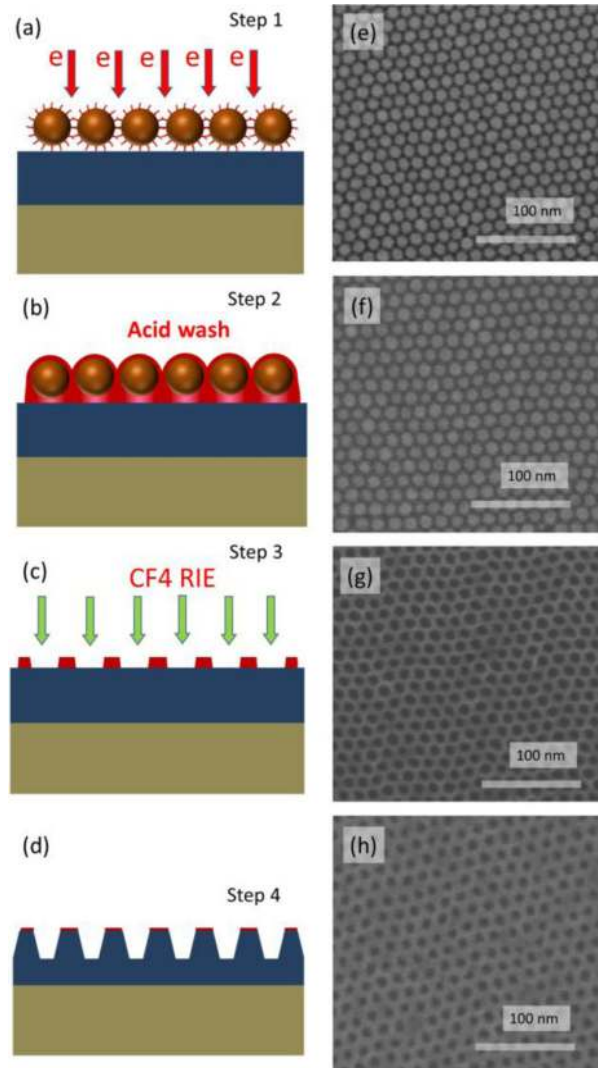 (a)
Step 1
e e e e e
(e)
100 nm
(b)
Step 2
Acid wash
(f)
100 nm
(c)
Step 3
CF4 RIE
(g)
100 nm
(d)
Step 4
(h)
100 nm